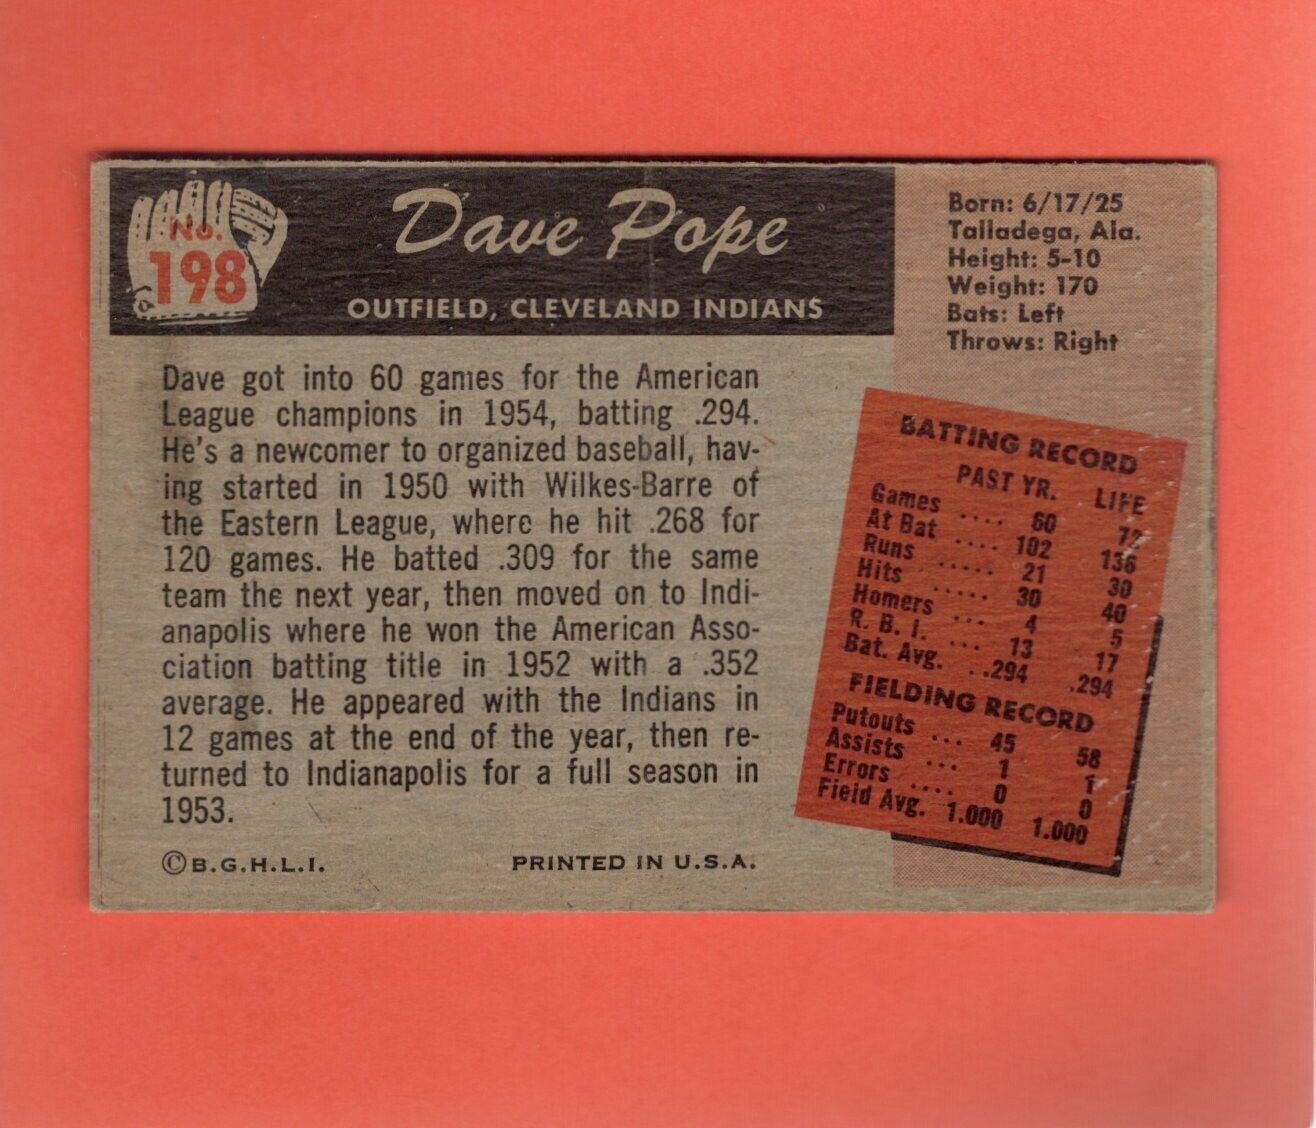 No.
198
Dave Pope
OUTFIELD, CLEVELAND INDIANS
Born: 6/17/25
Talladega, Ala.
Height: 5-10
Weight: 170
Bats: Left
Throws: Right
Dave got into 60 games for the American
League champions in 1954, batting .294.
He's a newcomer to organized baseball, hav-
ing started in 1950 with Wilkes-Barre of
the Eastern League, where he hit .268 for
120 games. He batted .309 for the same
team the next year, then moved on to Indi-
anapolis where he won the American Asso-
ciation batting title in 1952 with a .352
average. He appeared with the Indians in
12 games at the end of the year, then re-
turned to Indianapolis for a full season in
1953.
©B.G.H.L.I. PRINTED IN U.S.A.
BATTING RECORD
PAST YR. LIFE
Games .... 60 72
At Bat .... 102 136
Runs ..... 21 30
Hits ..... 30 40
Homers ... 4 5
R. B. I. ... 13 17
Bat. Avg. ..294 .294
FIELDING RECORD
Putouts ... 45 58
Assists ... 1 1
Errors .... 0 0
Field Avg. 1.000 1.000